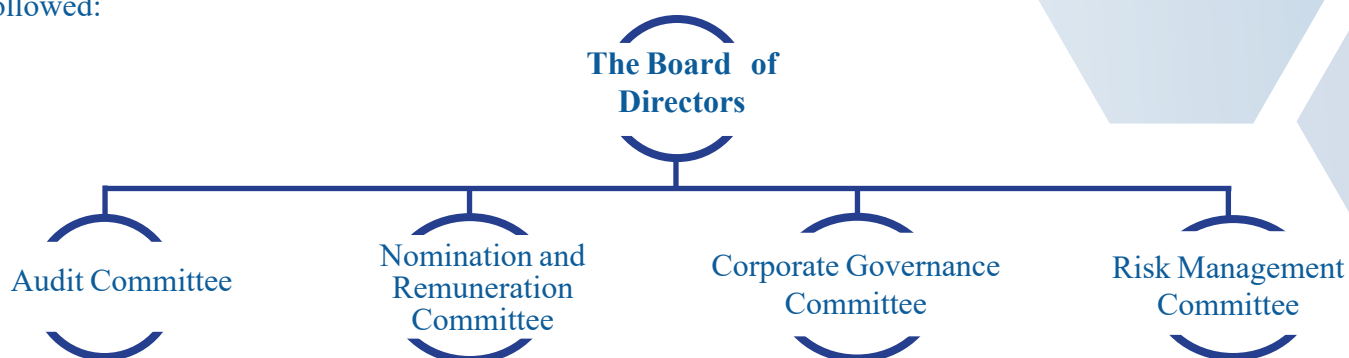 ollowed:
The Board of
Directors
Audit Committee
Nomination and
Remuneration
Committee
Corporate Governance
Committee
Risk Management
Committee